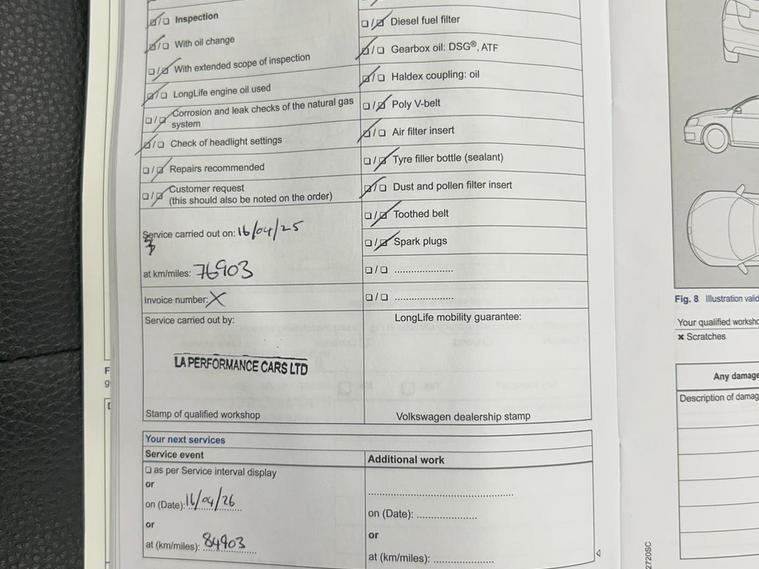 ☑/☐ Inspection
☑/☐ With oil change
☐/☑ With extended scope of inspection
☑/☐ LongLife engine oil used
☐/☑ Corrosion and leak checks of the natural gas
system
☑/☐ Check of headlight settings
☐/☑ Repairs recommended
☐/☑ Customer request
(this should also be noted on the order)
Service carried out on: 16/04/25
at km/miles: 76903
Invoice number: X
Service carried out by:
LA PERFORMANCE CARS LTD
Stamp of qualified workshop
☐/☑ Diesel fuel filter
☑/☐ Gearbox oil: DSG®, ATF
☑/☐ Haldex coupling: oil
☐/☑ Poly V-belt
☑/☐ Air filter insert
☐/☑ Tyre filler bottle (sealant)
☑/☐ Dust and pollen filter insert
☐/☑ Toothed belt
☐/☑ Spark plugs
☐/☐ .....................
☐/☐ .....................
LongLife mobility guarantee:
Volkswagen dealership stamp
Your next services
Service event
☐ as per Service interval display
or
on (Date): 16/04/26
or
at (km/miles): 84903
Additional work
.....................................................
on (Date): ......................
or
at (km/miles): ......................
Fig. 8 Illustration valid
Your qualified worksho
✖ Scratches
Any damage
Description of damag
2720SC